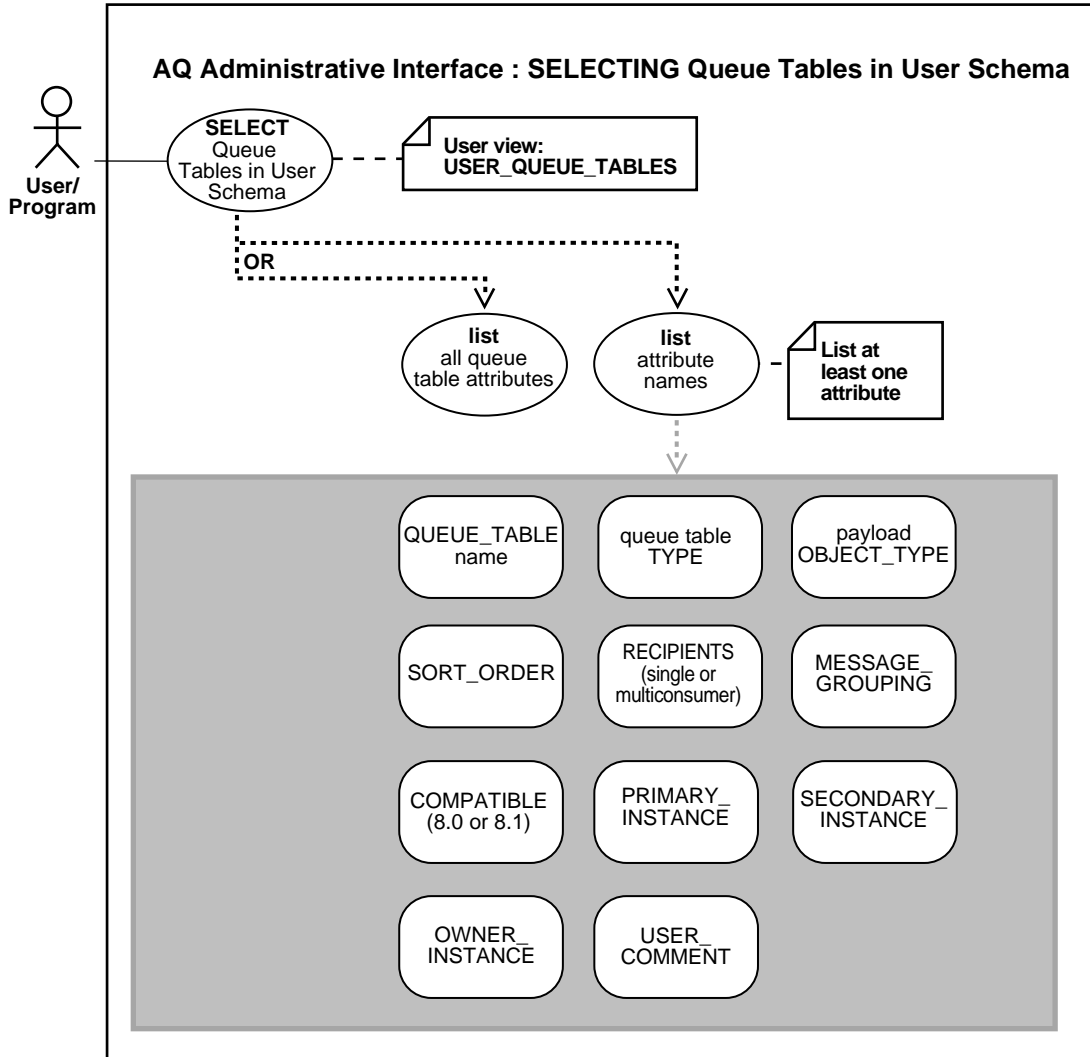 AQ Administrative Interface : SELECTING Queue Tables in User Schema
User/
Program
SELECT
Queue
Tables in User
Schema
User view:
USER_QUEUE_TABLES
OR
list
all queue
table attributes
list
attribute
names
List at
least one
attribute
QUEUE_TABLE
name
queue table
TYPE
payload
OBJECT_TYPE
SORT_ORDER
RECIPIENTS
(single or
multiconsumer)
MESSAGE_
GROUPING
COMPATIBLE
(8.0 or 8.1)
PRIMARY_
INSTANCE
SECONDARY_
INSTANCE
OWNER_
INSTANCE
USER_
COMMENT